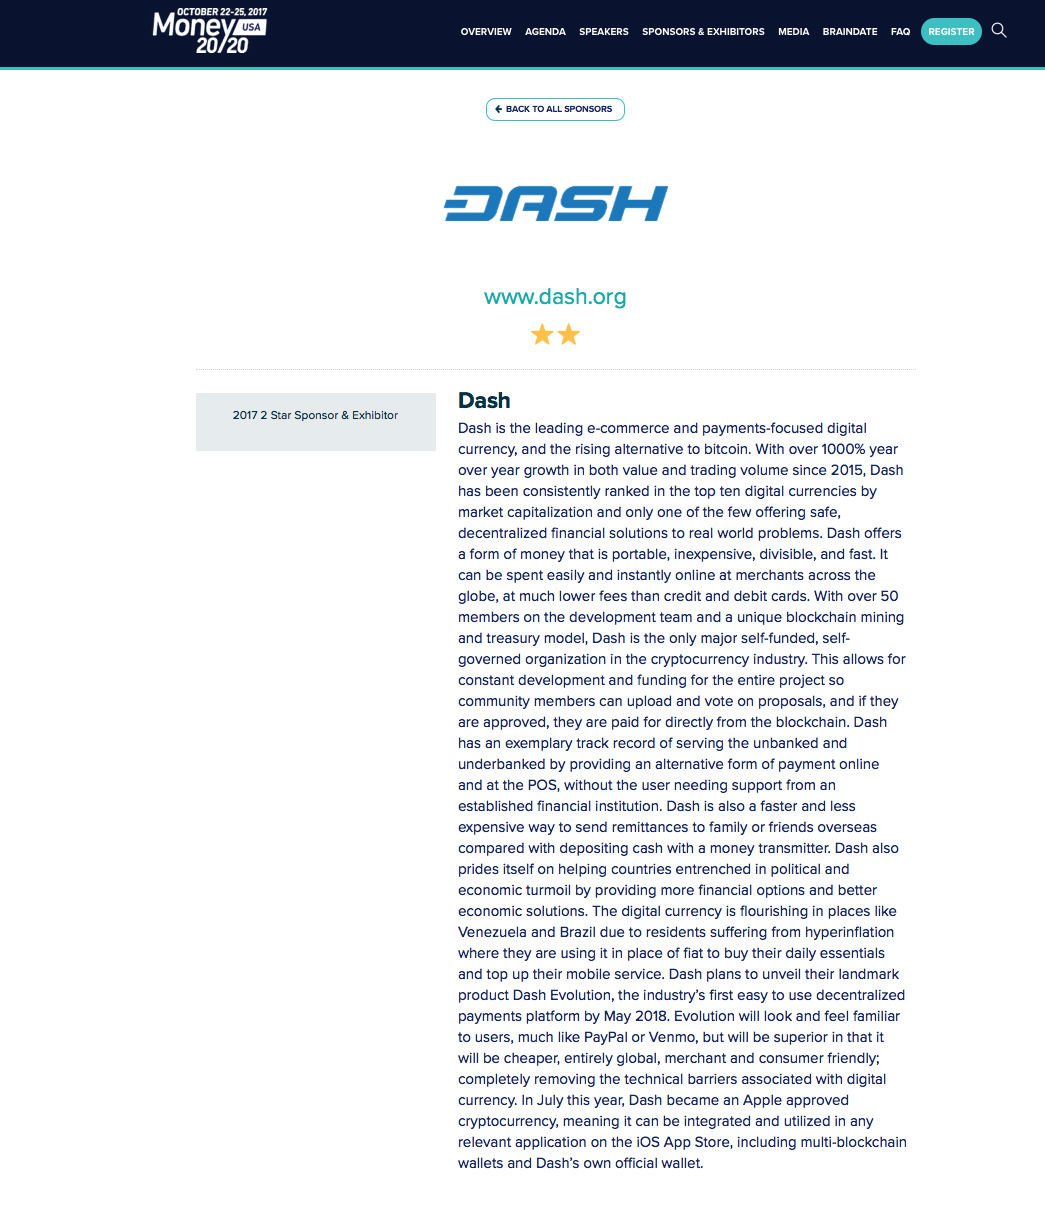 OCTOBER 22-25, 2017
Money USA
20/20
OVERVIEW AGENDA SPEAKERS SPONSORS & EXHIBITORS MEDIA BRAINDATE FAQ REGISTER
BACK TO ALL SPONSORS
DASH
www.dash.org
2017 2 Star Sponsor & Exhibitor
Dash
Dash is the leading e-commerce and payments-focused digital
currency, and the rising alternative to bitcoin. With over 1000% year
over year growth in both value and trading volume since 2015, Dash
has been consistently ranked in the top ten digital currencies by
market capitalization and only one of the few offering safe,
decentralized financial solutions to real world problems. Dash offers
a form of money that is portable, inexpensive, divisible, and fast. It
can be spent easily and instantly online at merchants across the
globe, at much lower fees than credit and debit cards. With over 50
members on the development team and a unique blockchain mining
and treasury model, Dash is the only major self-funded, self-
governed organization in the cryptocurrency industry. This allows for
constant development and funding for the entire project so
community members can upload and vote on proposals, and if they
are approved, they are paid for directly from the blockchain. Dash
has an exemplary track record of serving the unbanked and
underbanked by providing an alternative form of payment online
and at the POS, without the user needing support from an
established financial institution. Dash is also a faster and less
expensive way to send remittances to family or friends overseas
compared with depositing cash with a money transmitter. Dash also
prides itself on helping countries entrenched in political and
economic turmoil by providing more financial options and better
economic solutions. The digital currency is flourishing in places like
Venezuela and Brazil due to residents suffering from hyperinflation
where they are using it in place of fiat to buy their daily essentials
and top up their mobile service. Dash plans to unveil their landmark
product Dash Evolution, the industry’s first easy to use decentralized
payments platform by May 2018. Evolution will look and feel familiar
to users, much like PayPal or Venmo, but will be superior in that it
will be cheaper, entirely global, merchant and consumer friendly;
completely removing the technical barriers associated with digital
currency. In July this year, Dash became an Apple approved
cryptocurrency, meaning it can be integrated and utilized in any
relevant application on the iOS App Store, including multi-blockchain
wallets and Dash’s own official wallet.